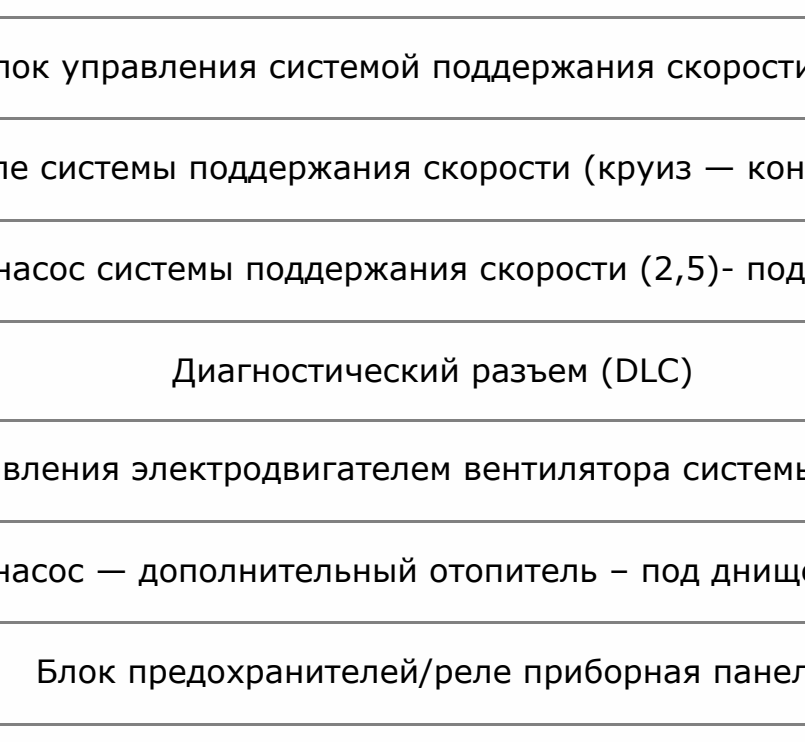 лок управления системой поддержания скорости
ле системы поддержания скорости (круиз — кон
насос системы поддержания скорости (2,5)- под
Диагностический разъем (DLC)
вления электродвигателем вентилятора системы
насос — дополнительный отопитель – под днище
Блок предохранителей/реле приборная панел